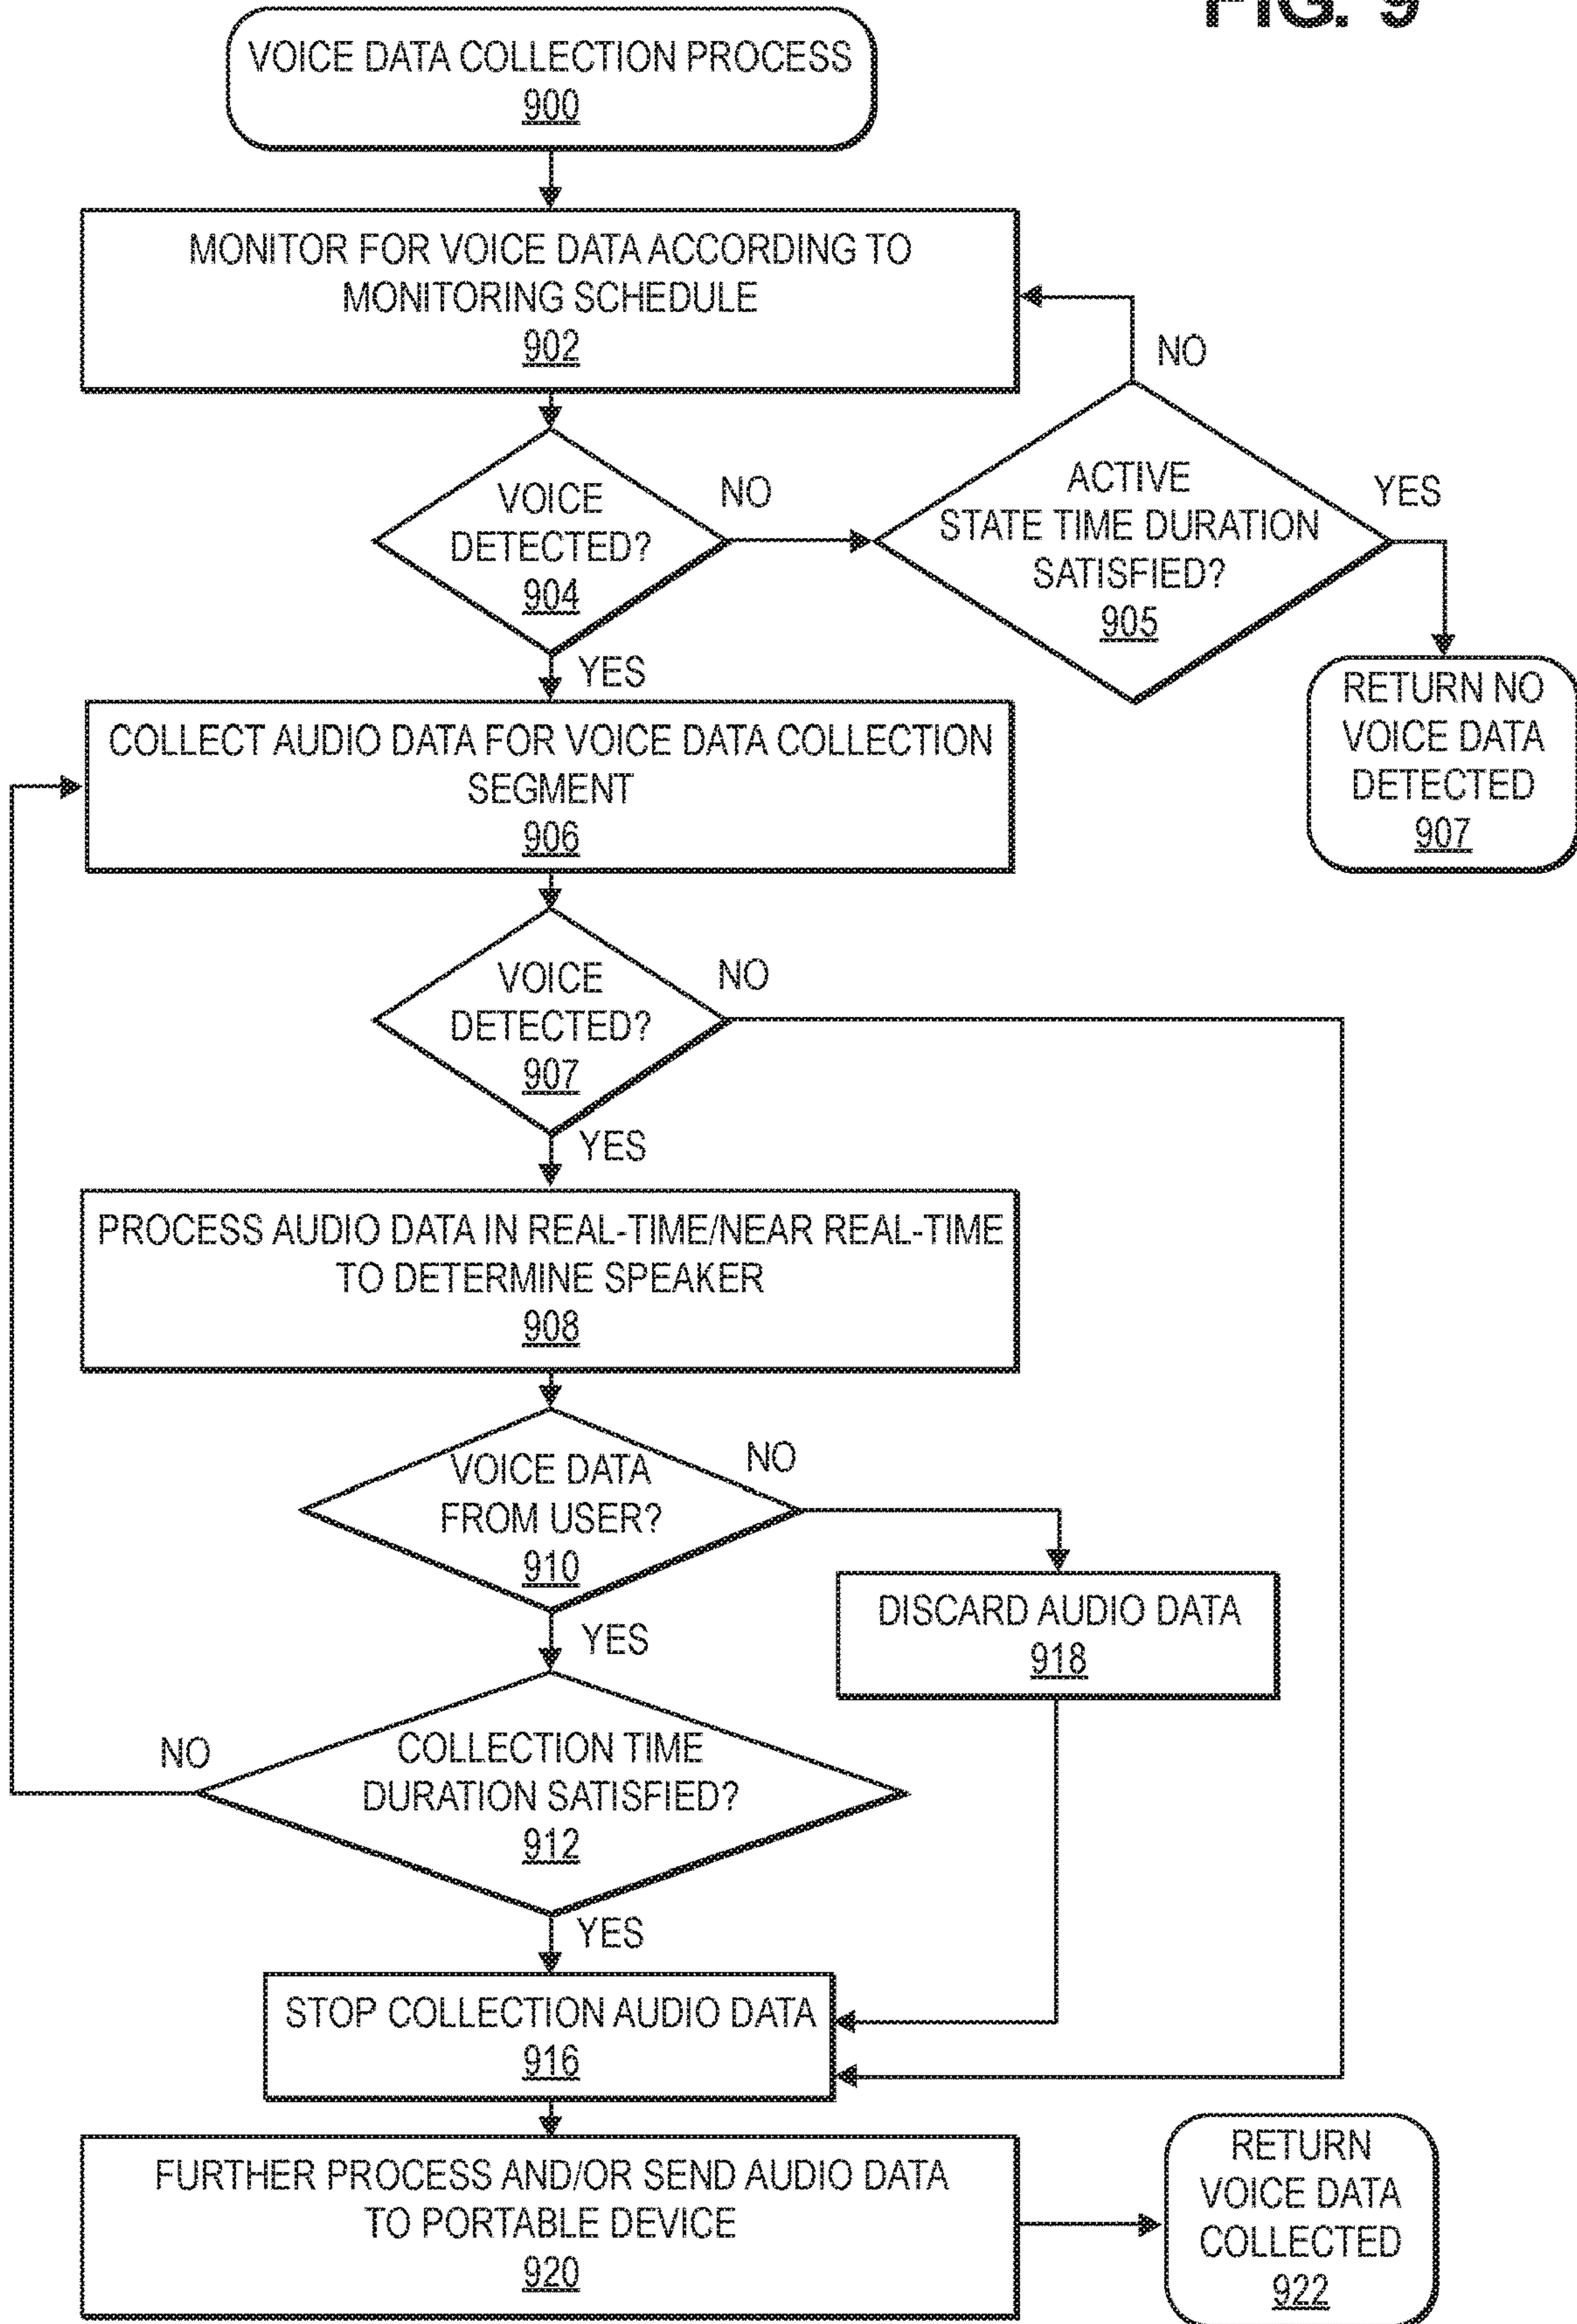 FIG. 9
VOICE DATA COLLECTION PROCESS
900
MONITOR FOR VOICE DATA ACCORDING TO
MONITORING SCHEDULE
902
NO
VOICE
DETECTED?
904
NO
YES
ACTIVE
STATE TIME DURATION
SATISFIED?
905
YES
RETURN NO
VOICE DATA
DETECTED
907
COLLECT AUDIO DATA FOR VOICE DATA COLLECTION
SEGMENT
906
VOICE
DETECTED?
907
NO
YES
PROCESS AUDIO DATA IN REAL-TIME/NEAR REAL-TIME
TO DETERMINE SPEAKER
908
VOICE DATA
FROM USER?
910
NO
YES
DISCARD AUDIO DATA
918
NO
COLLECTION TIME
DURATION SATISFIED?
912
YES
STOP COLLECTION AUDIO DATA
916
FURTHER PROCESS AND/OR SEND AUDIO DATA
TO PORTABLE DEVICE
920
RETURN
VOICE DATA
COLLECTED
922